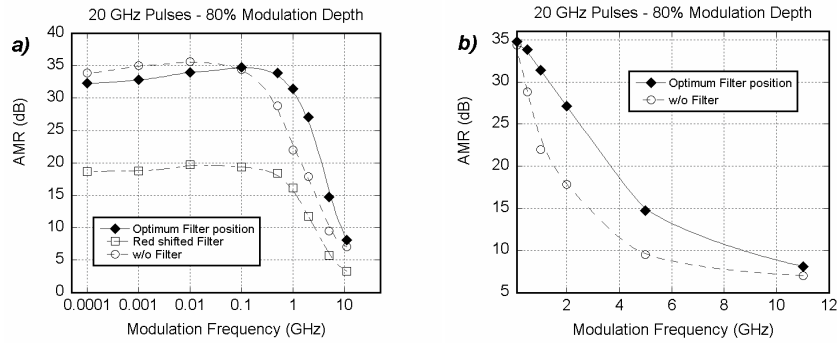 a)
20 GHz Pulses - 80% Modulation Depth
AMR (dB)
40
35
30
25
20
15
10
5
0
Optimum Filter position
Red shifted Filter
w/o Filter
0.0001 0.001 0.01 0.1 1 10
Modulation Frequency (GHz)
b)
20 GHz Pulses - 80% Modulation Depth
AMR (dB)
35
30
25
20
15
10
5
Optimum Filter position
w/o Filter
2 4 6 8 10 12
Modulation Frequency (GHz)